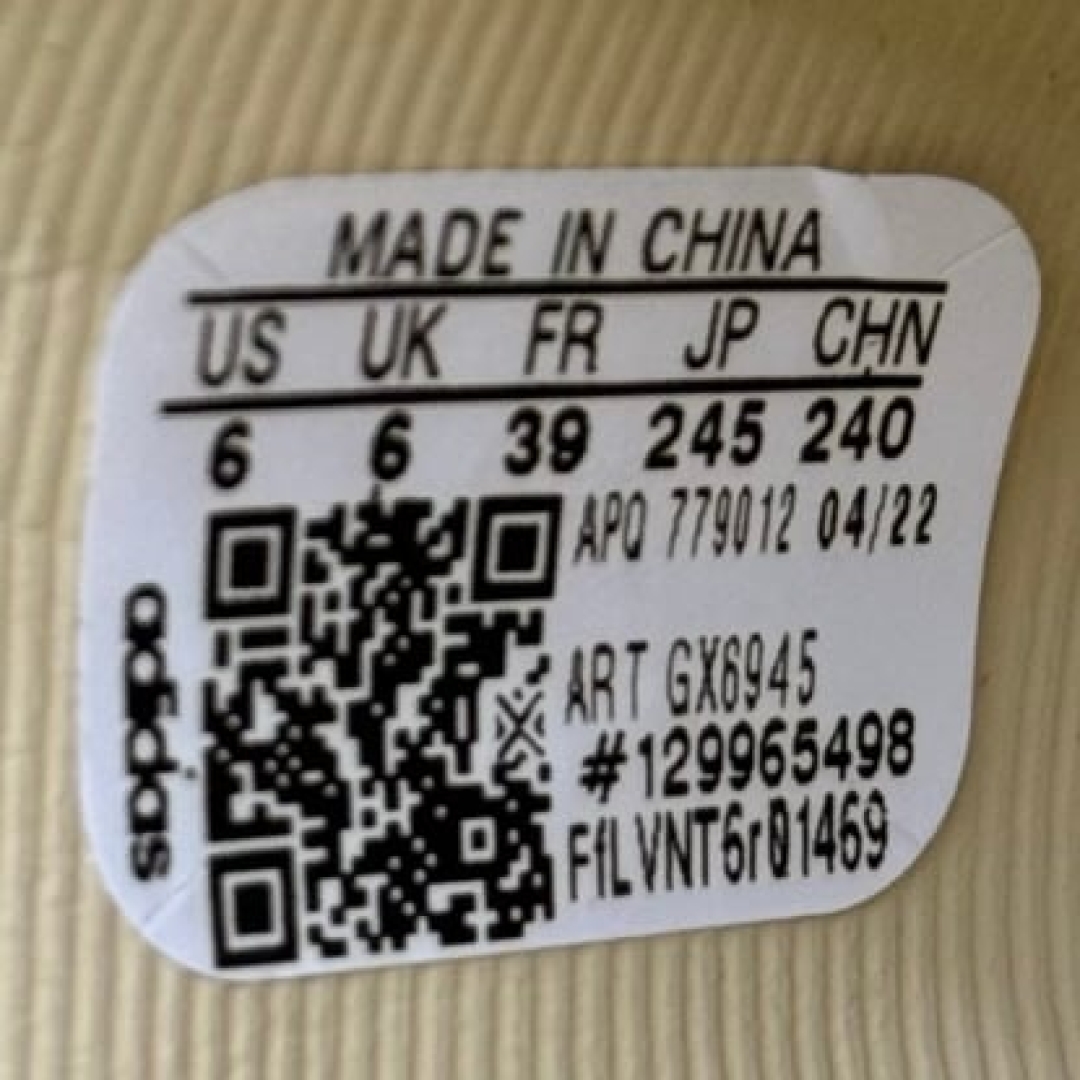 MADE IN CHINA
US UK FR JP CHN
6 6 39 245 240
APQ 779012 04/22
ART GX6945
#129965498
FfLVNT6r01469
adidas